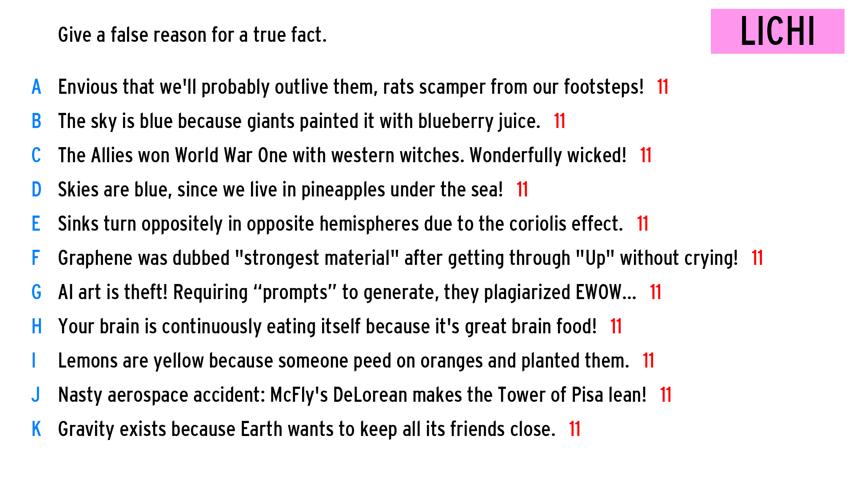 Give a false reason for a true fact.
LICHI
A Envious that we'll probably outlive them, rats scamper from our footsteps! 11
B The sky is blue because giants painted it with blueberry juice. 11
C The Allies won World War One with western witches. Wonderfully wicked! 11
D Skies are blue, since we live in pineapples under the sea! 11
E Sinks turn oppositely in opposite hemispheres due to the coriolis effect. 11
F Graphene was dubbed "strongest material" after getting through "Up" without crying! 11
G AI art is theft! Requiring “prompts” to generate, they plagiarized EWOW... 11
H Your brain is continuously eating itself because it's great brain food! 11
I Lemons are yellow because someone peed on oranges and planted them. 11
J Nasty aerospace accident: McFly's DeLorean makes the Tower of Pisa lean! 11
K Gravity exists because Earth wants to keep all its friends close. 11